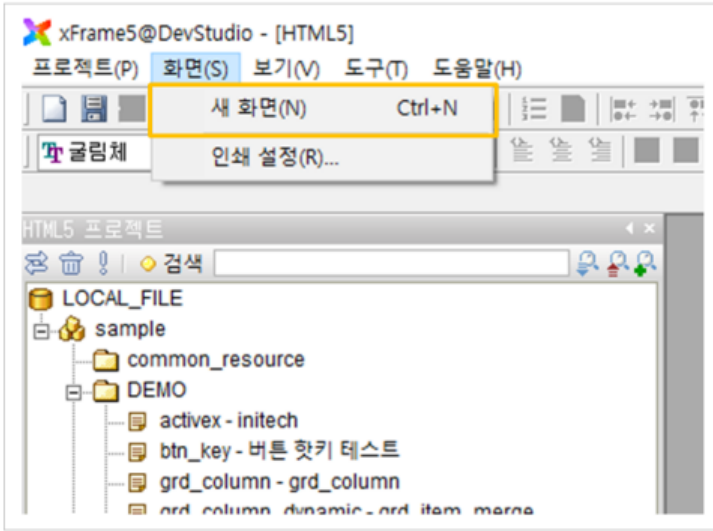 xFrame5@DevStudio - [HTML5]
프로젝트(P) 화면(S) 보기(V) 도구(T) 도움말(H)
새 화면(N) Ctrl+N
굴림체
인쇄 설정(R)...
HTML5 프로젝트
검색
LOCAL_FILE
sample
common_resource
DEMO
activex - initech
btn_key - 버튼 핫키 테스트
grd_column - grd_column
grd_column_dynamic - grd_item_merge